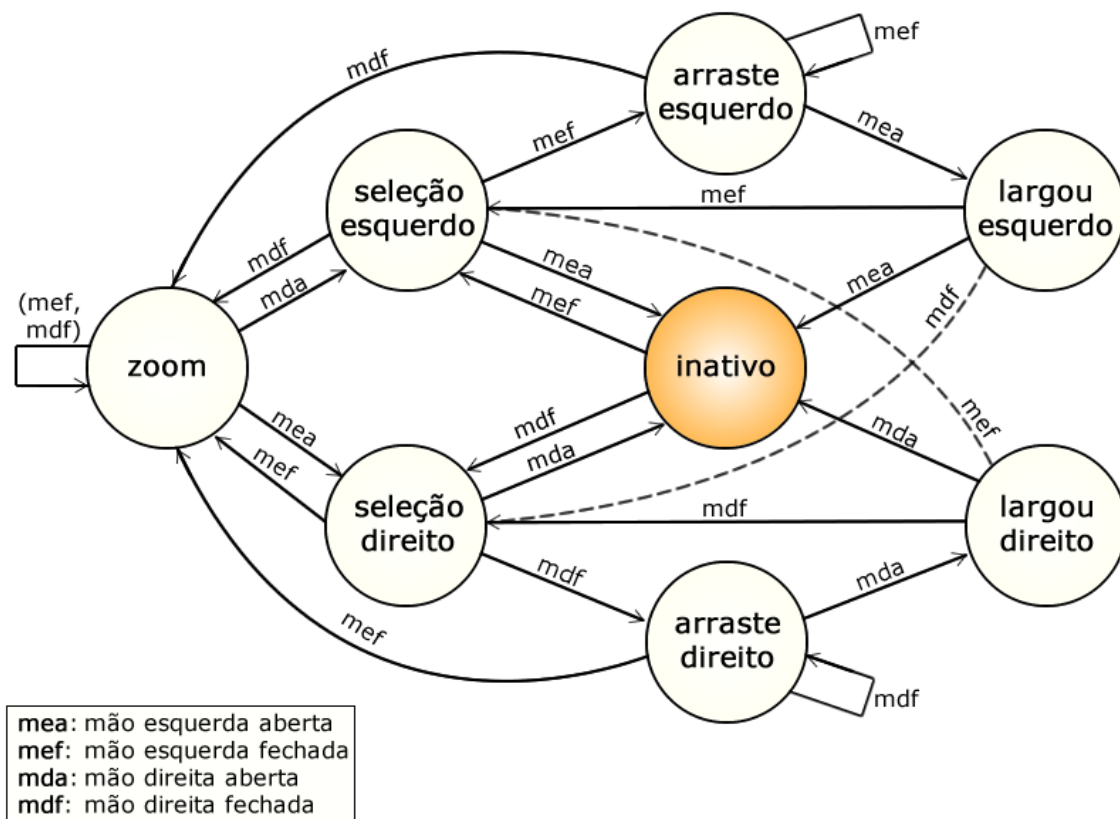 mdf
arraste
esquerdo
mef
mef
mea
seleção
esquerdo
mef
largou
esquerdo
mdf
mda
mea
mef
mea
mdf
(mef,
mdf)
zoom
inativo
mea
mef
mdf
mda
mda
mef
seleção
direito
mdf
largou
direito
mdf
mda
mef
arraste
direito
mdf
mea: mão esquerda aberta
mef: mão esquerda fechada
mda: mão direita aberta
mdf: mão direita fechada